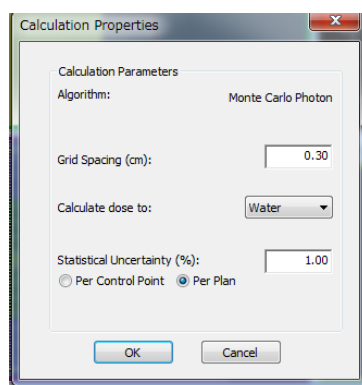 Calculation Properties
Calculation Parameters
Algorithm: Monte Carlo Photon
Grid Spacing (cm): 0.30
Calculate dose to: Water
Statistical Uncertainty (%): 1.00
Per Control Point Per Plan
OK Cancel